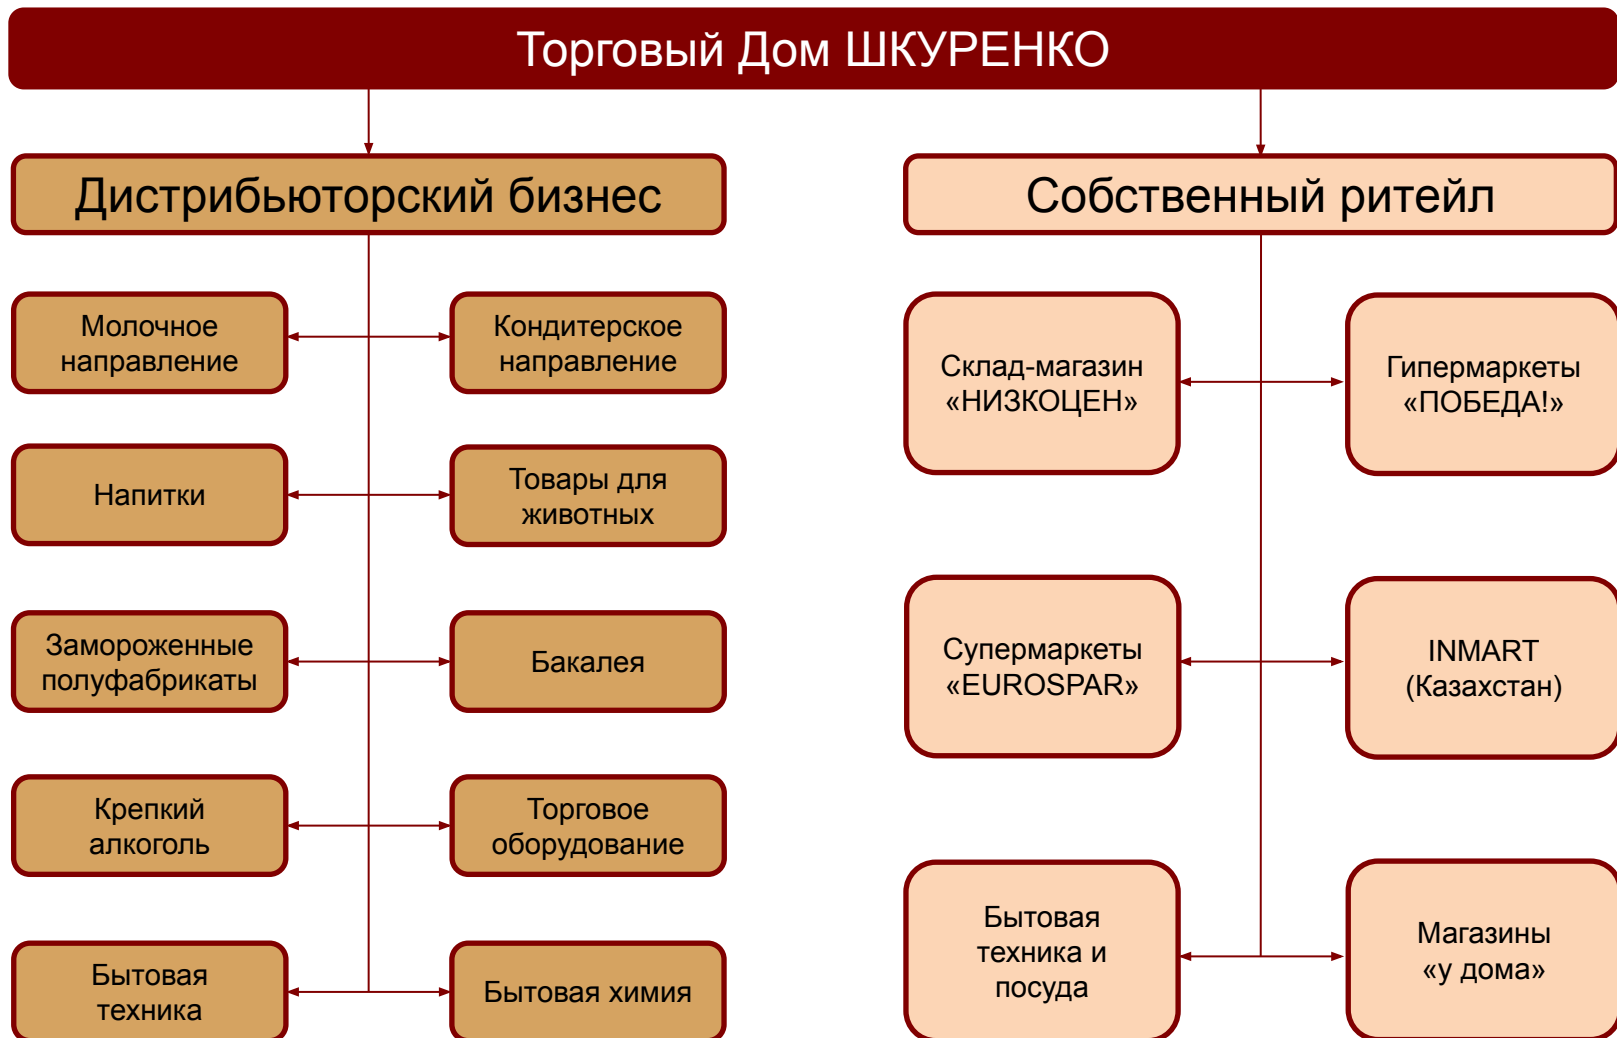 Торговый Дом ШКУРЕНКО
Дистрибьюторский бизнес
Собственный ритейл
Молочное
направление
Кондитерское
направление
Напитки
Товары для
животных
Замороженные
полуфабрикаты
Бакалея
Крепкий
алкоголь
Торговое
оборудование
Бытовая
техника
Бытовая химия
Склад-магазин
«НИЗКОЦЕН»
Гипермаркеты
«ПОБЕДА!»
Супермаркеты
«EUROSPAR»
INMART
(Казахстан)
Бытовая
техника и
посуда
Магазины
«у дома»